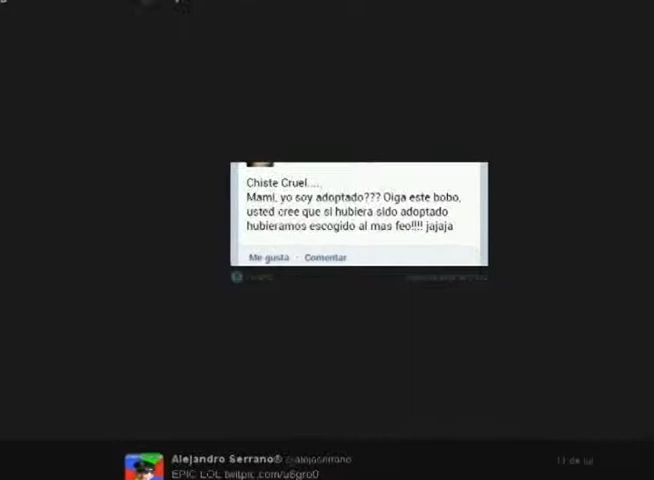 Chiste Cruel....
Mami, yo soy adoptado??? Oiga este bobo,
usted cree que si hubiera sido adoptado
hubieramos escogido al mas feo!!!! jajaja
Me gusta · Comentar
Alejandro Serrano® @alejoserrano
11 de jul
EPIC LOL twitpic.com/u6gro0